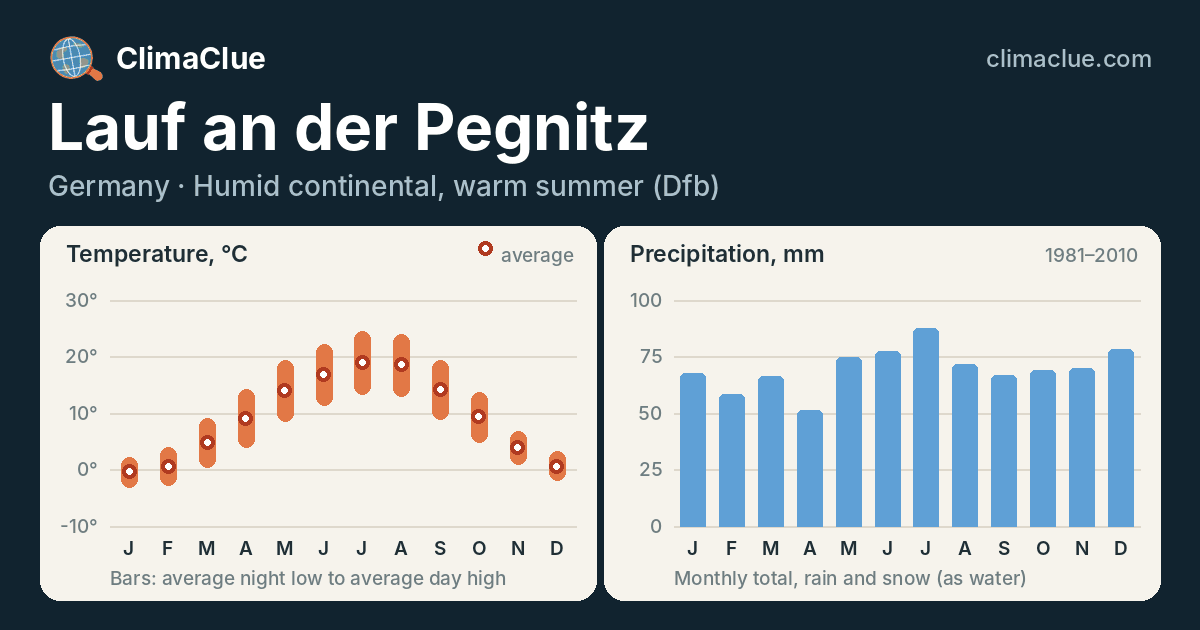 ClimaClue
climaclue.com
Lauf an der Pegnitz
Germany · Humid continental, warm summer (Dfb)
Temperature, °C
average
30°
20°
10°
0°
-10°
J F M A M J J A S O N D
Bars: average night low to average day high
Precipitation, mm
1981–2010
100
75
50
25
0
J F M A M J J A S O N D
Monthly total, rain and snow (as water)